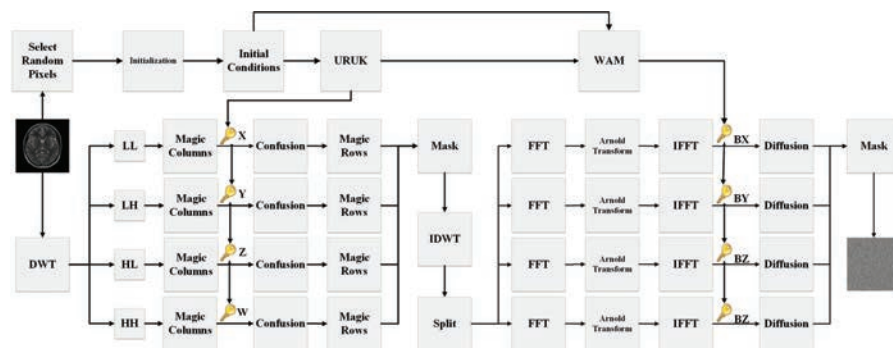 Select
Random
Pixels
Initialization
Initial
Conditions
URUK
WAM
LL
Magic
Columns
X
Confusion
Magic
Rows
Mask
FFT
Arnold
Transform
IFFT
BX
Diffusion
Mask
LH
Magic
Columns
Y
Confusion
Magic
Rows
FFT
Arnold
Transform
IFFT
BY
Diffusion
DWT
HL
Magic
Columns
Z
Confusion
Magic
Rows
IDWT
FFT
Arnold
Transform
IFFT
BZ
Diffusion
HH
Magic
Columns
W
Confusion
Magic
Rows
Split
FFT
Arnold
Transform
IFFT
BZ
Diffusion